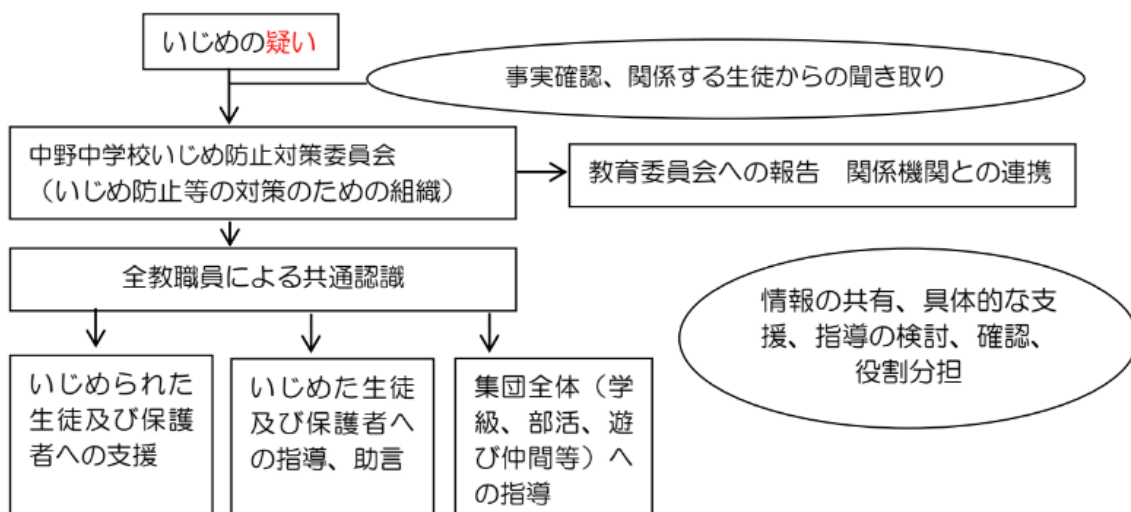 いじめの疑い
事実確認、関係する生徒からの聞き取り
中野中学校いじめ防止対策委員会
（いじめ防止等の対策のための組織）
教育委員会への報告　関係機関との連携
全教職員による共通認識
情報の共有、具体的な支
援、指導の検討、確認、
役割分担
いじめられた
生徒及び保護
者への支援
いじめた生徒
及び保護者へ
の指導、助言
集団全体（学
級、部活、遊
び仲間等）へ
の指導